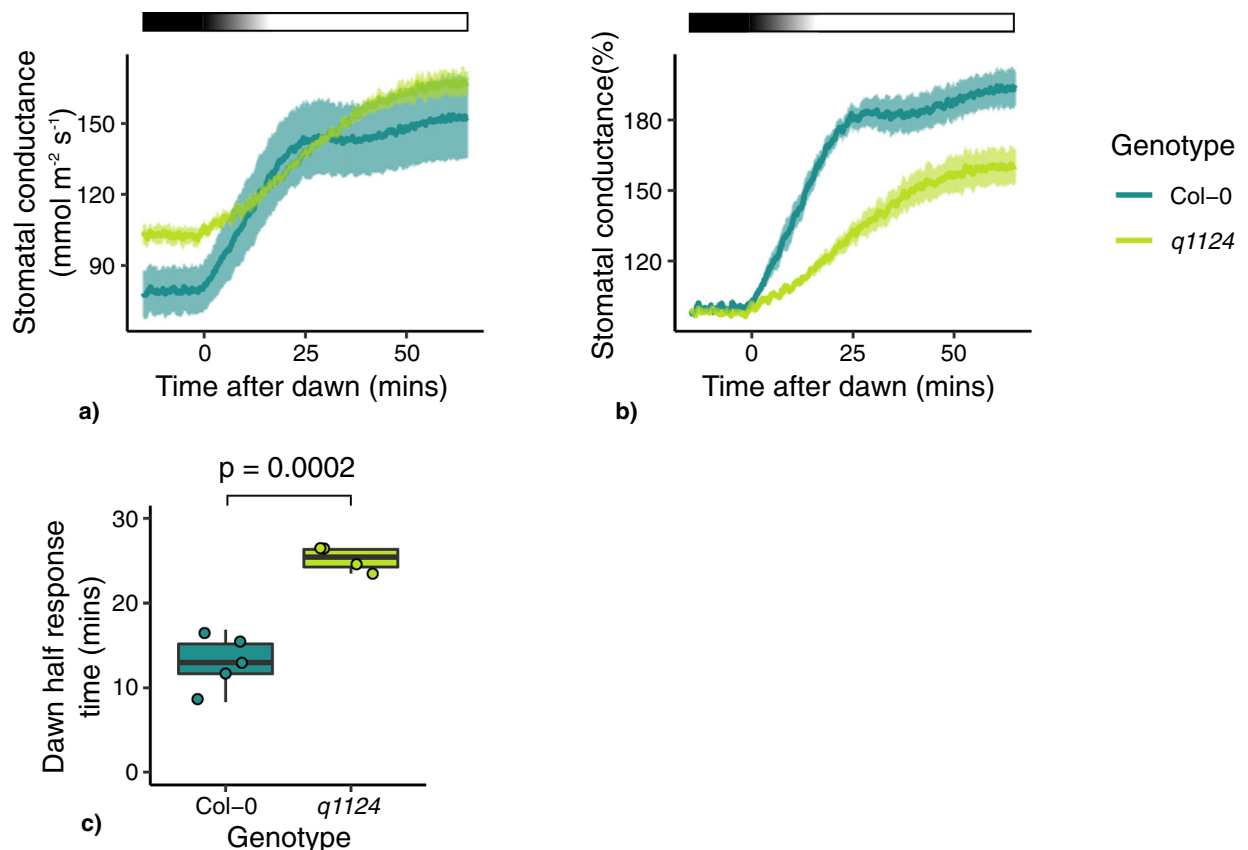 Stomatal conductance
(mmol m⁻² s⁻¹)
150
120
90
0
25
50
Time after dawn (mins)
a)
Stomatal conductance(%)
180
150
120
0
25
50
Time after dawn (mins)
b)
Genotype
Col−0
q1124
p = 0.0002
Dawn half response
time (mins)
30
20
10
0
Col−0
q1124
Genotype
c)